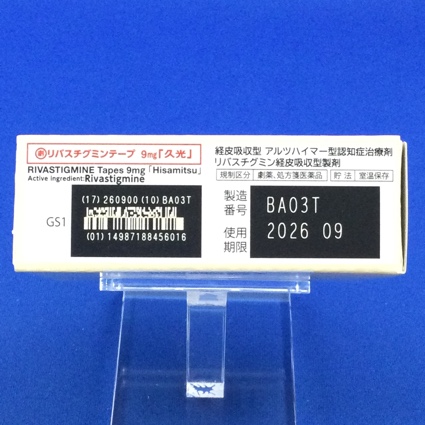 劇 リバスチグミンテープ 9mg「久光」
RIVASTIGMINE Tapes 9mg「Hisamitsu」
Active ingredient:Rivastigmine
(17) 260900 (10) BA03T
GS1
(01) 14987188456016
経皮吸収型 アルツハイマー型認知症治療剤
リバスチグミン経皮吸収型製剤
規制区分 劇薬、処方箋医薬品 貯 法 室温保存
製造番号 BA03T
使用期限 2026 09